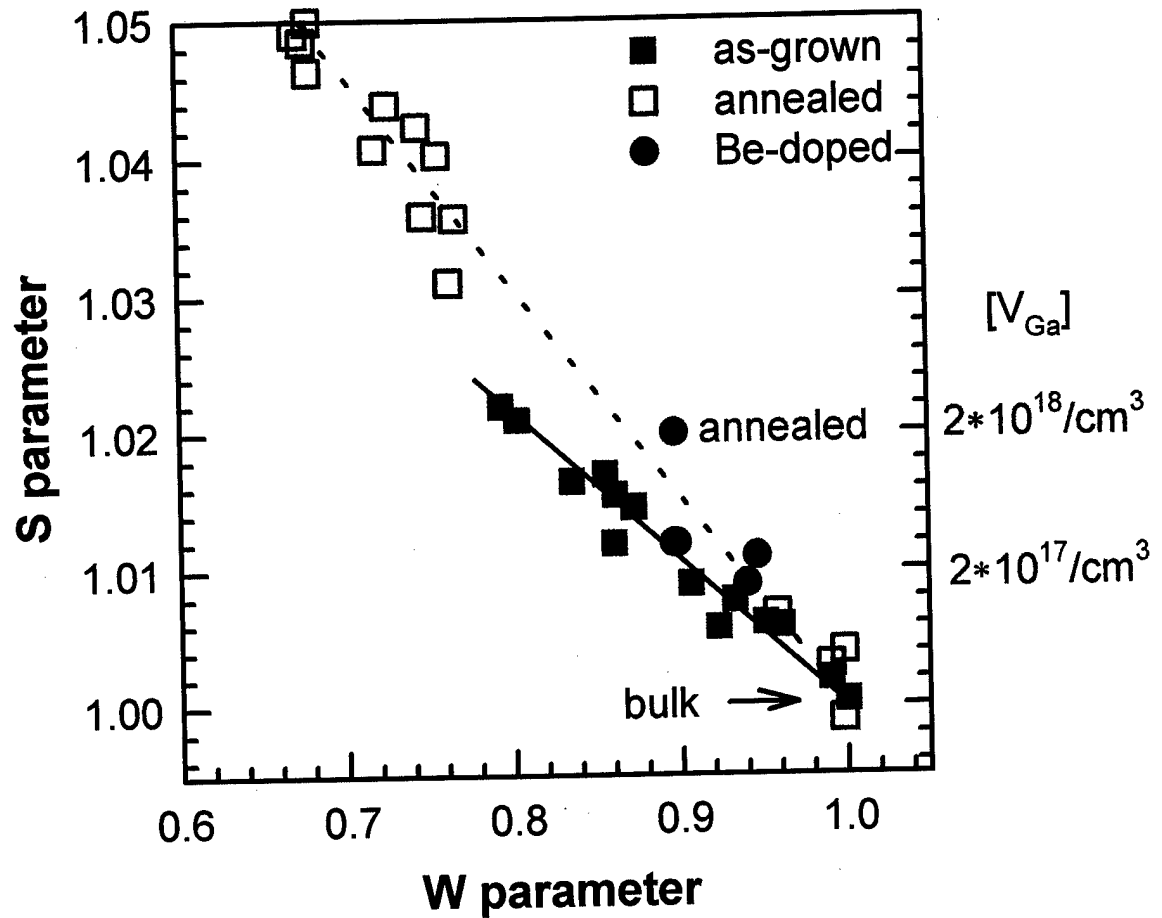 1.05
1.04
1.03
1.02
1.01
1.00
S parameter
as-grown
annealed
Be-doped
[V_Ga]
annealed
2*10^18/cm^3
2*10^17/cm^3
bulk
0.6 0.7 0.8 0.9 1.0
W parameter